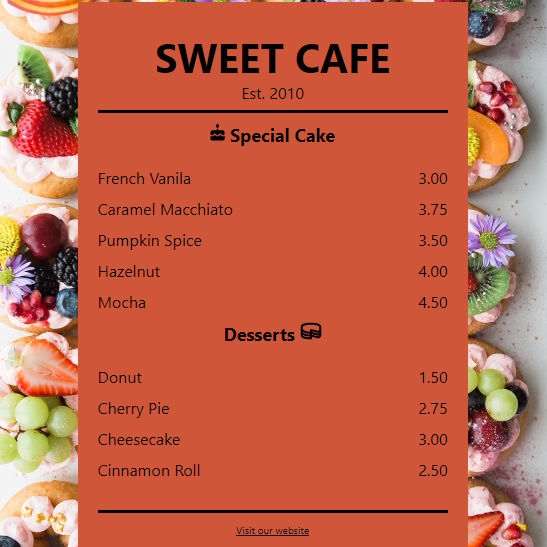 SWEET CAFE
Est. 2010
Special Cake
French Vanila 3.00
Caramel Macchiato 3.75
Pumpkin Spice 3.50
Hazelnut 4.00
Mocha 4.50
Desserts
Donut 1.50
Cherry Pie 2.75
Cheesecake 3.00
Cinnamon Roll 2.50
Visit our website